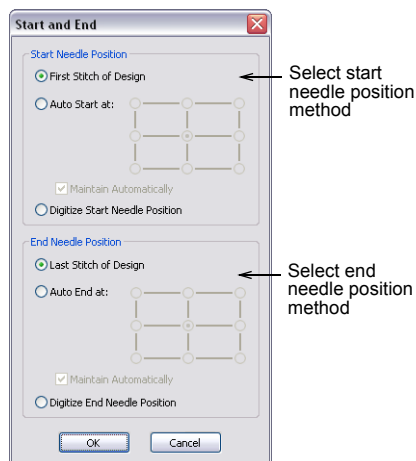 Start and End
Start Needle Position
First Stitch of Design
Select start
needle position
method
Auto Start at:
Maintain Automatically
Digitize Start Needle Position
End Needle Position
Last Stitch of Design
Select end
needle position
method
Auto End at:
Maintain Automatically
Digitize End Needle Position
OK
Cancel